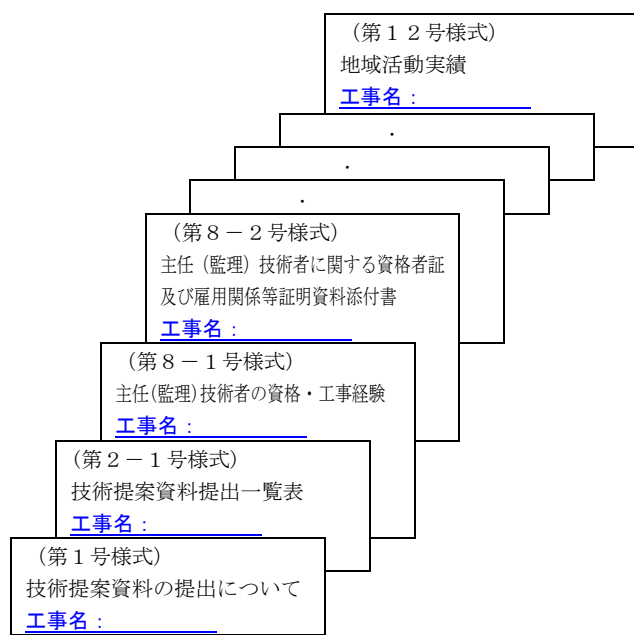 （第１２号様式）
地域活動実績
工事名：
．
．
．
（第８－２号様式）
主任（監理）技術者に関する資格者証
及び雇用関係等証明資料添付書
工事名：
（第８－１号様式）
主任(監理)技術者の資格・工事経験
工事名：
（第２－１号様式）
技術提案資料提出一覧表
工事名：
（第１号様式）
技術提案資料の提出について
工事名：